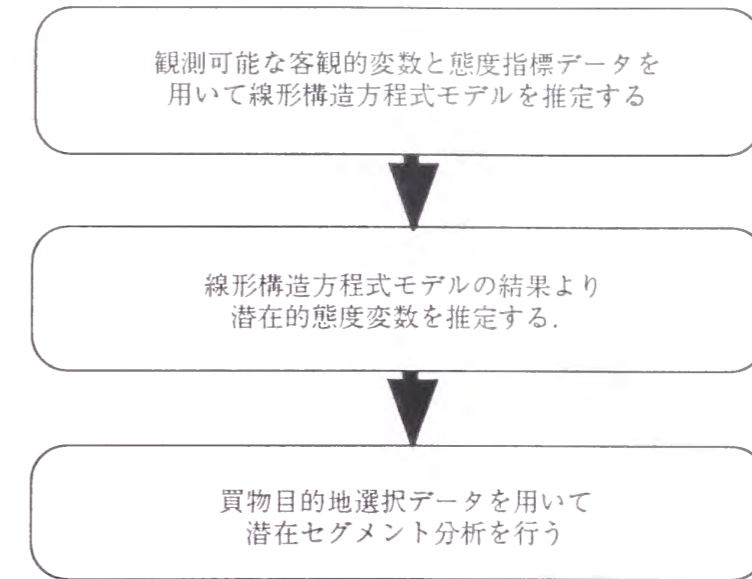 観測可能な客観的変数と態度指標データを
用いて線形構造方程式モデルを推定する
線形構造方程式モデルの結果より
潜在的態度変数を推定する.
買物目的地選択データを用いて
潜在セグメント分析を行う